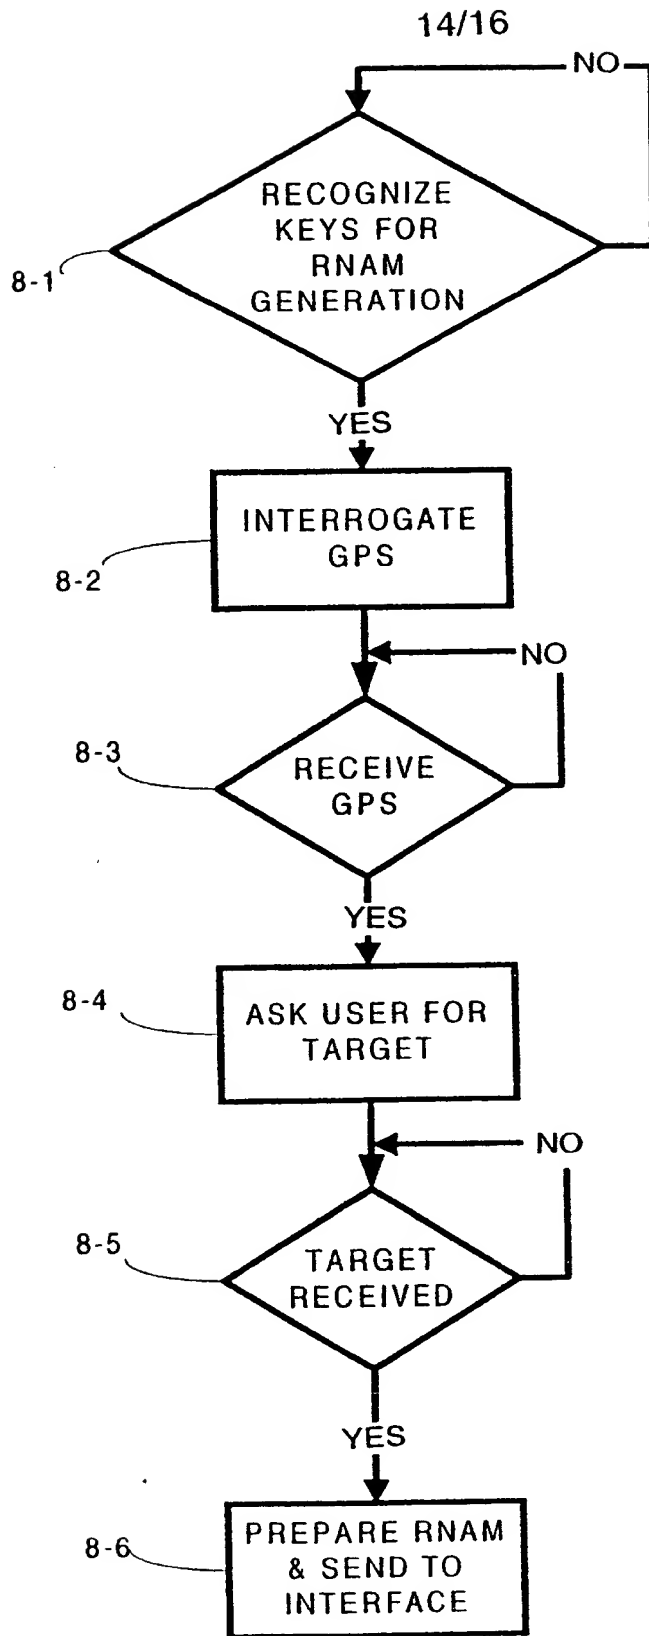 14/16
NO
RECOGNIZE
KEYS FOR
RNAM
GENERATION
8-1
YES
INTERROGATE
GPS
8-2
NO
8-3
RECEIVE
GPS
YES
8-4
ASK USER FOR
TARGET
NO
8-5
TARGET
RECEIVED
YES
8-6
PREPARE RNAM
& SEND TO
INTERFACE